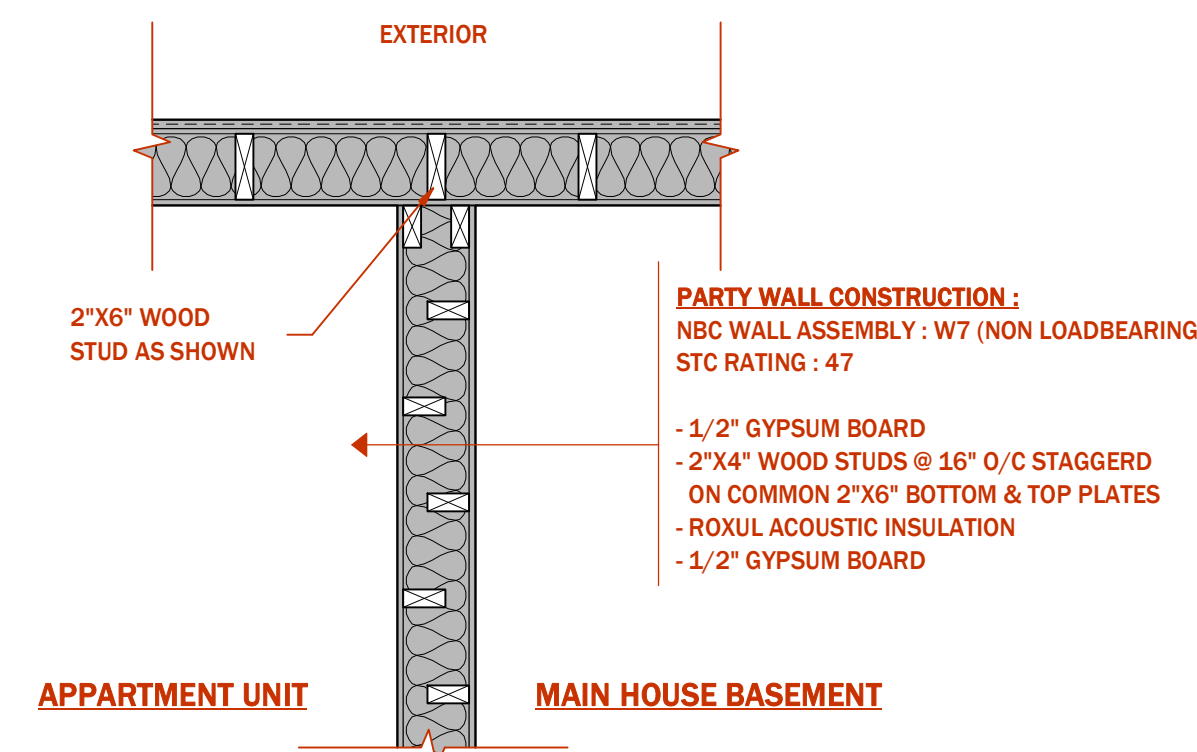 EXTERIOR
2"X6" WOOD
STUD AS SHOWN
PARTY WALL CONSTRUCTION :
NBC WALL ASSEMBLY : W7 (NON LOADBEARING
STC RATING : 47
- 1/2" GYPSUM BOARD
- 2"X4" WOOD STUDS @ 16" O/C STAGGERD
ON COMMON 2"X6" BOTTOM & TOP PLATES
- ROXUL ACOUSTIC INSULATION
- 1/2" GYPSUM BOARD
APPARTMENT UNIT
MAIN HOUSE BASEMENT